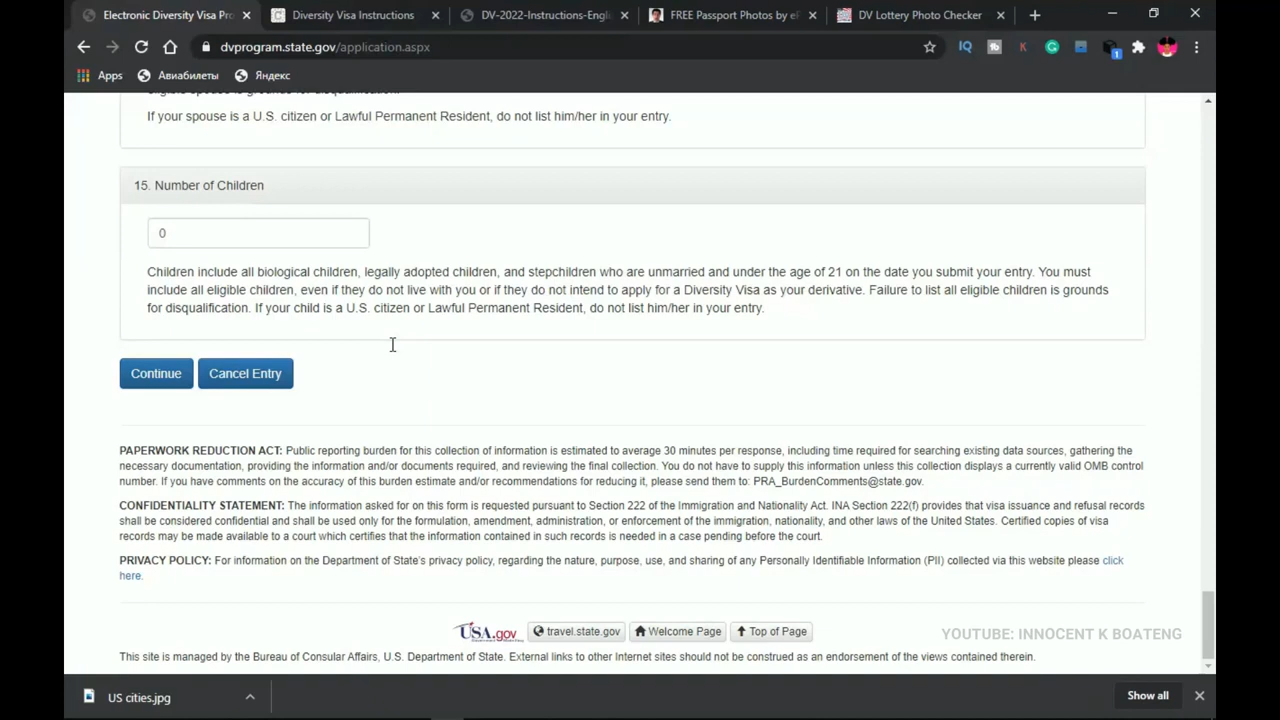 Electronic Diversity Visa Pro
Diversity Visa Instructions
DV-2022-Instructions-Engli
FREE Passport Photos by eP
DV Lottery Photo Checker
dvprogram.state.gov/application.aspx
Apps
Авиабилеты
Яндекс
If your spouse is a U.S. citizen or Lawful Permanent Resident, do not list him/her in your entry.
15. Number of Children
0
Children include all biological children, legally adopted children, and stepchildren who are unmarried and under the age of 21 on the date you submit your entry. You must
include all eligible children, even if they do not live with you or if they do not intend to apply for a Diversity Visa as your derivative. Failure to list all eligible children is grounds
for disqualification. If your child is a U.S. citizen or Lawful Permanent Resident, do not list him/her in your entry.
Continue
Cancel Entry
PAPERWORK REDUCTION ACT: Public reporting burden for this collection of information is estimated to average 30 minutes per response, including time required for searching existing data sources, gathering the
necessary documentation, providing the information and/or documents required, and reviewing the final collection. You do not have to supply this information unless this collection displays a currently valid OMB control
number. If you have comments on the accuracy of this burden estimate and/or recommendations for reducing it, please send them to: PRA_BurdenComments@state.gov.
CONFIDENTIALITY STATEMENT: The information asked for on this form is requested pursuant to Section 222 of the Immigration and Nationality Act. INA Section 222(f) provides that visa issuance and refusal records
shall be considered confidential and shall be used only for the formulation, amendment, administration, or enforcement of the immigration, nationality, and other laws of the United States. Certified copies of visa
records may be made available to a court which certifies that the information contained in such records is needed in a case pending before the court.
PRIVACY POLICY: For information on the Department of State's privacy policy, regarding the nature, purpose, use, and sharing of any Personally Identifiable Information (PII) collected via this website please click
here.
USA.gov
travel.state.gov
Welcome Page
Top of Page
YOUTUBE: INNOCENT K BOATENG
This site is managed by the Bureau of Consular Affairs, U.S. Department of State. External links to other Internet sites should not be construed as an endorsement of the views contained therein.
US cities.jpg
Show all